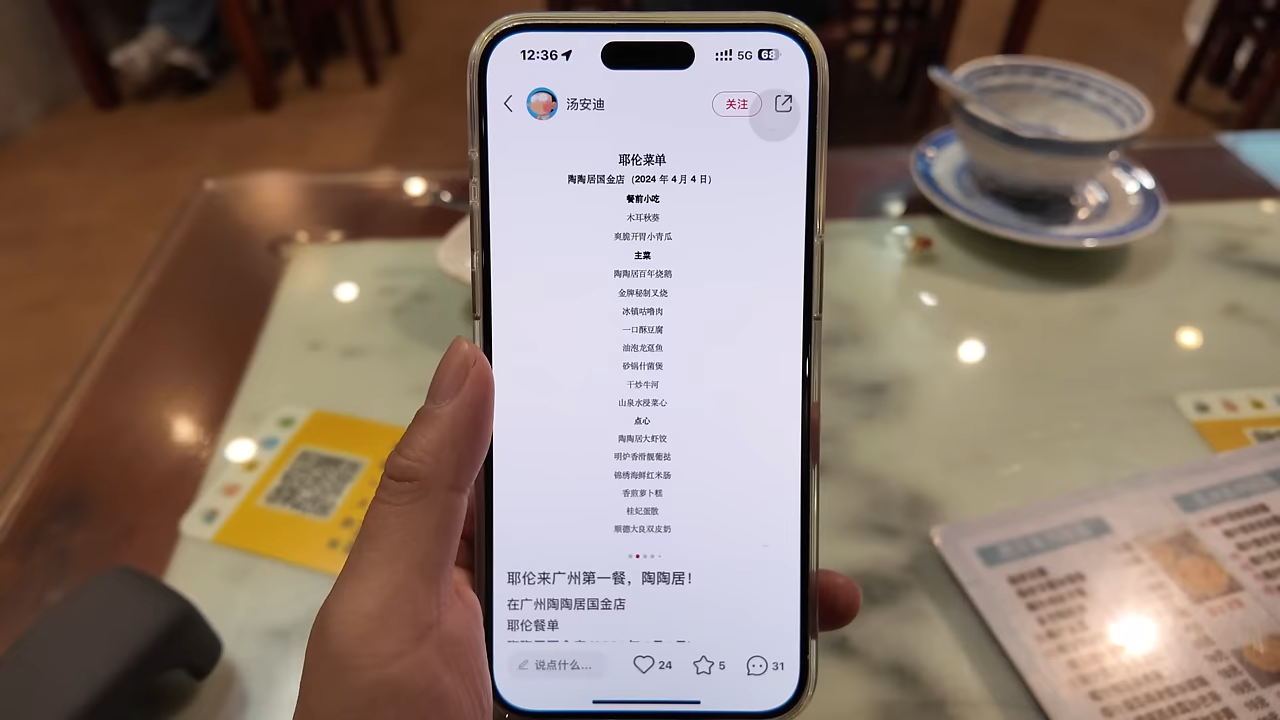 12:36
5G
68
汤安迪
关注
耶伦菜单
陶陶居国金店（2024 年 4 月 4 日）
餐前小吃
木耳秋葵
爽脆开胃小青瓜
主菜
陶陶居百年烧鹅
金牌秘制叉烧
冰镇咕噜肉
一口酥豆腐
油泡龙趸鱼
砂锅什菌煲
干炒牛河
山泉水浸菜心
点心
陶陶居大虾饺
明炉香滑靓葡挞
锦绣海鲜红米肠
香煎萝卜糕
桂妃蛋散
顺德大良双皮奶
耶伦来广州第一餐，陶陶居！
在广州陶陶居国金店
耶伦餐单
说点什么...
24
5
31